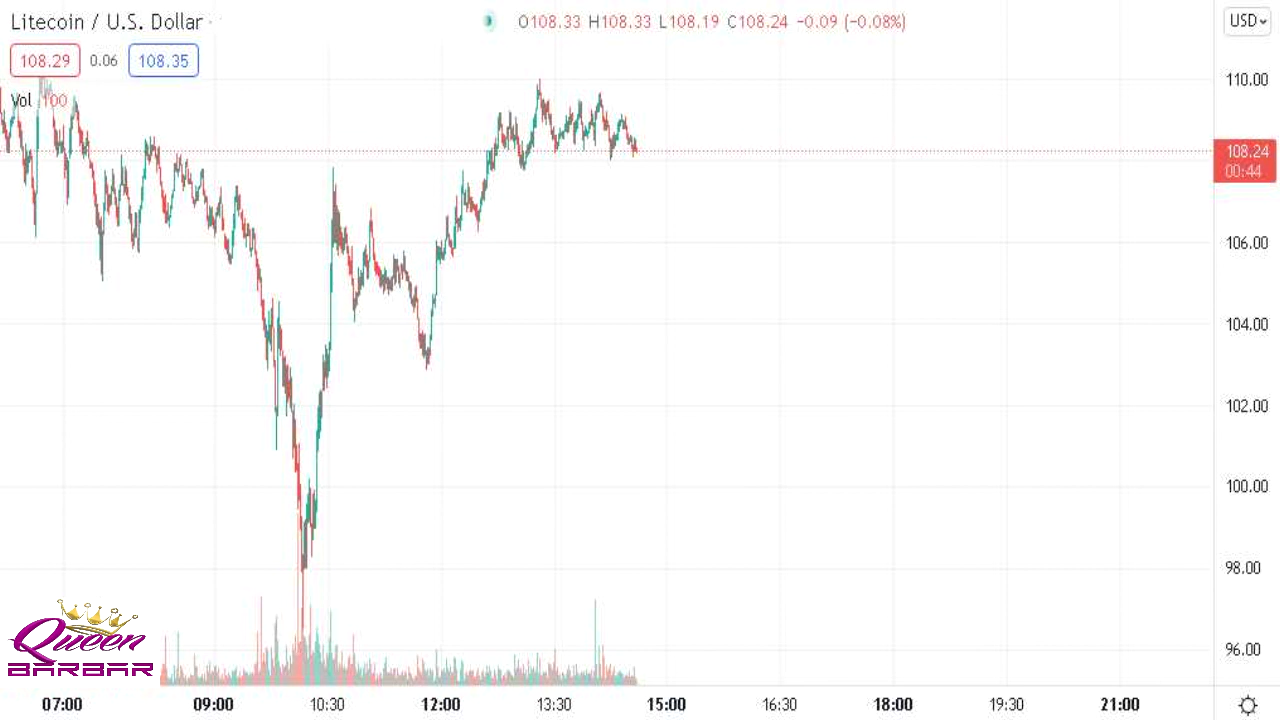 Litecoin / U.S. Dollar
O108.33 H108.33 L108.19 C108.24 −0.09 (−0.08%)
USD
108.29 0.06 108.35
Vol 100
110.00
108.24
00:44
106.00
104.00
102.00
100.00
98.00
96.00
Queen
BARBAR
07:00 09:00 10:30 12:00 13:30 15:00 16:30 18:00 19:30 21:00